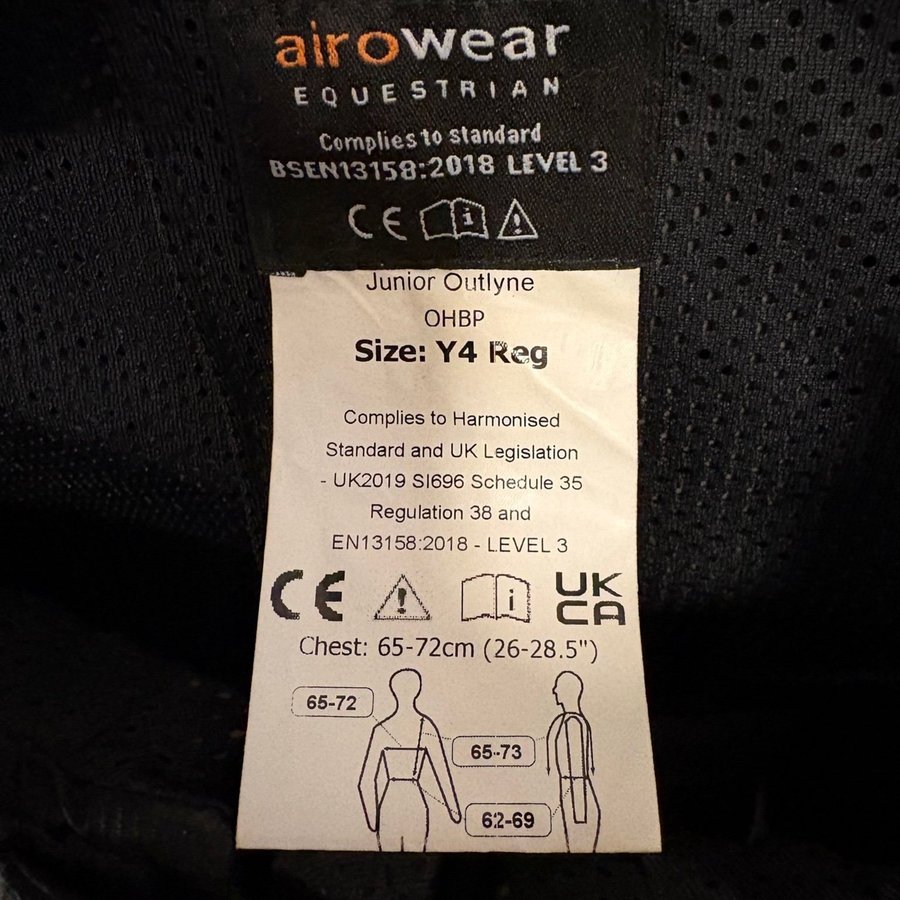 airowear
EQUESTRIAN
Complies to standard
BSEN13158:2018 LEVEL 3
CE
Junior Outlyne
OHBP
Size: Y4 Reg
Complies to Harmonised
Standard and UK Legislation
- UK2019 SI696 Schedule 35
Regulation 38 and
EN13158:2018 - LEVEL 3
CE ! i UK
CA
Chest: 65-72cm (26-28.5")
65-72
65-73
62-69